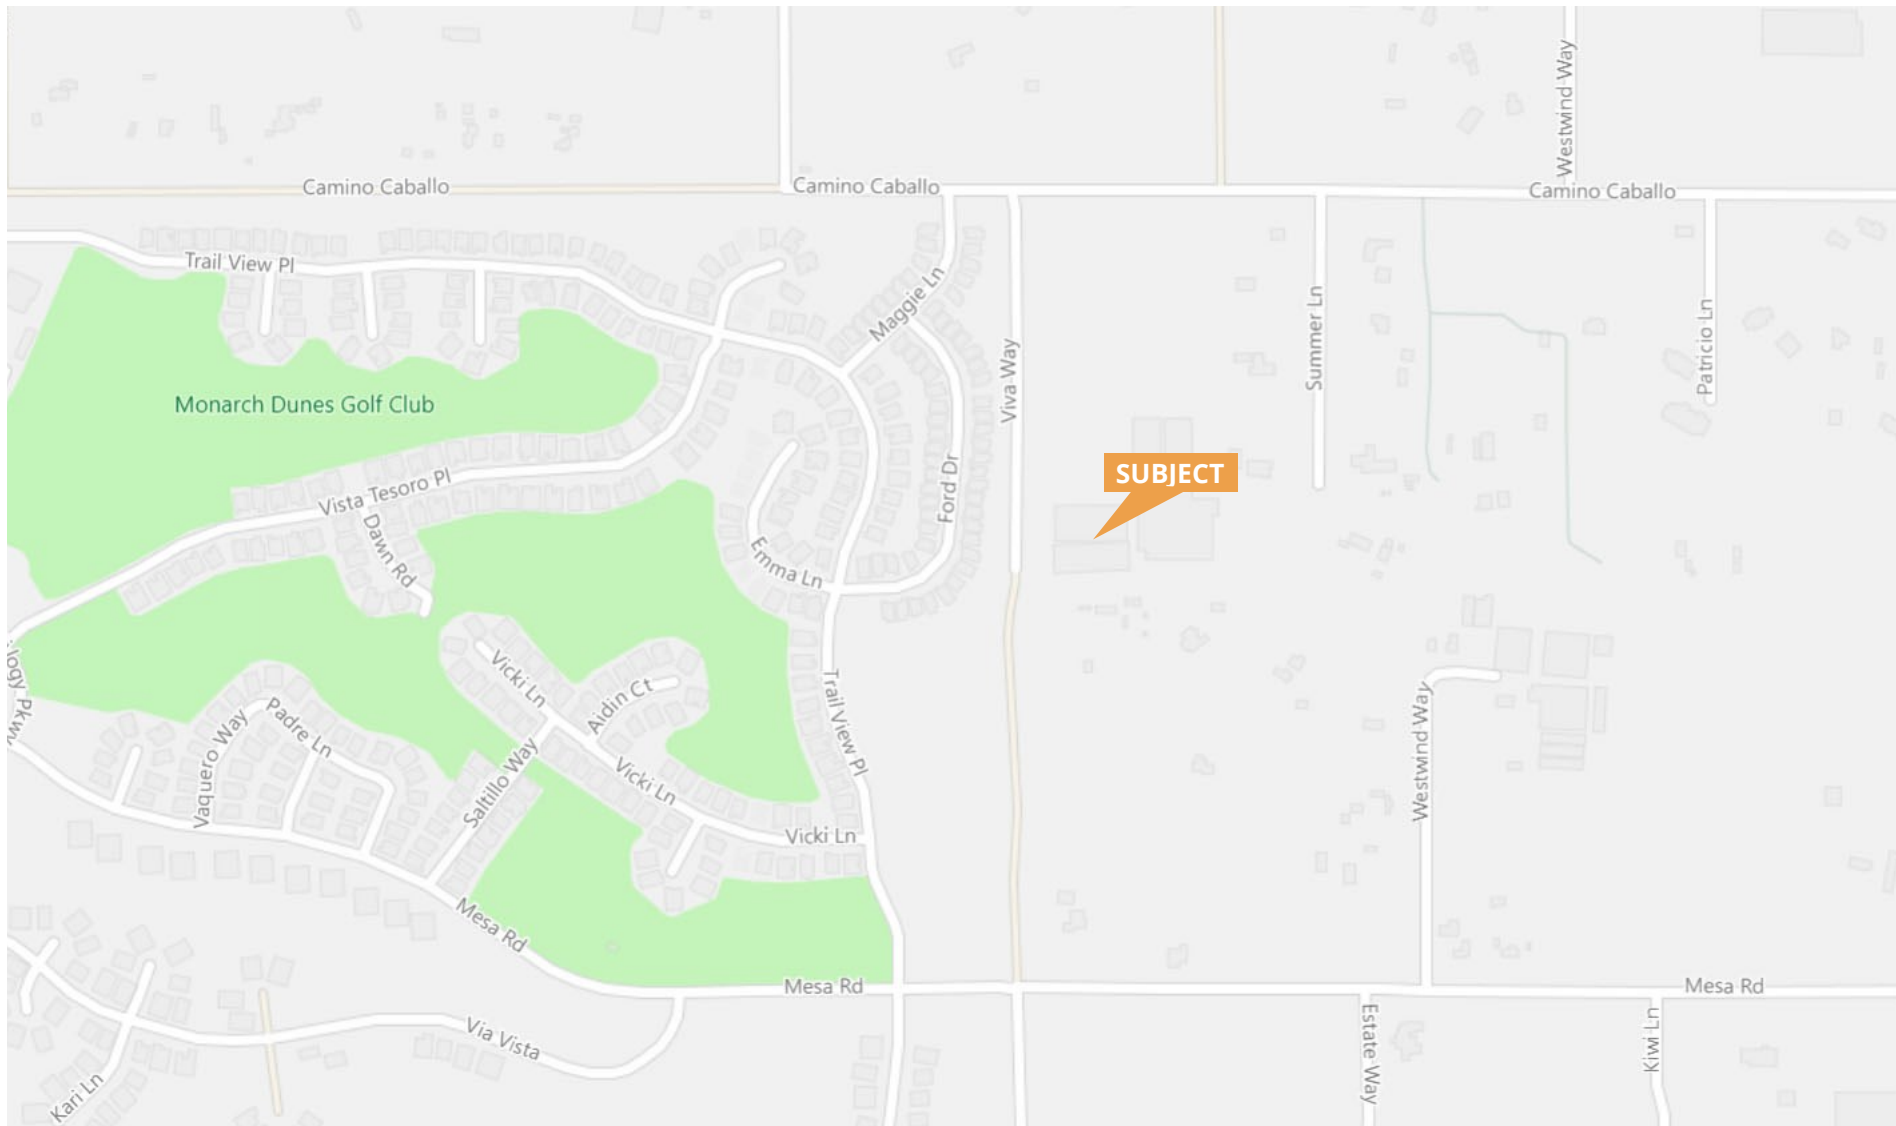 Westwind Way
Camino Caballo
Camino Caballo
Camino Caballo
Trail View Pl
Maggie Ln
Summer Ln
Patricio Ln
Viva Way
Monarch Dunes Golf Club
SUBJECT
Vista Tesoro Pl
Ford Dr
Dawn Rd
Emma Ln
Vicki Ln
Aidin Ct
logy Pkw
Trail View Pl
Padre Ln
Vaquero Way
Saltillo Way
Vicki Ln
Westwind Way
Vicki Ln
Mesa Rd
Mesa Rd
Mesa Rd
Via Vista
Estate Way
Kiwi Ln
Kari Ln